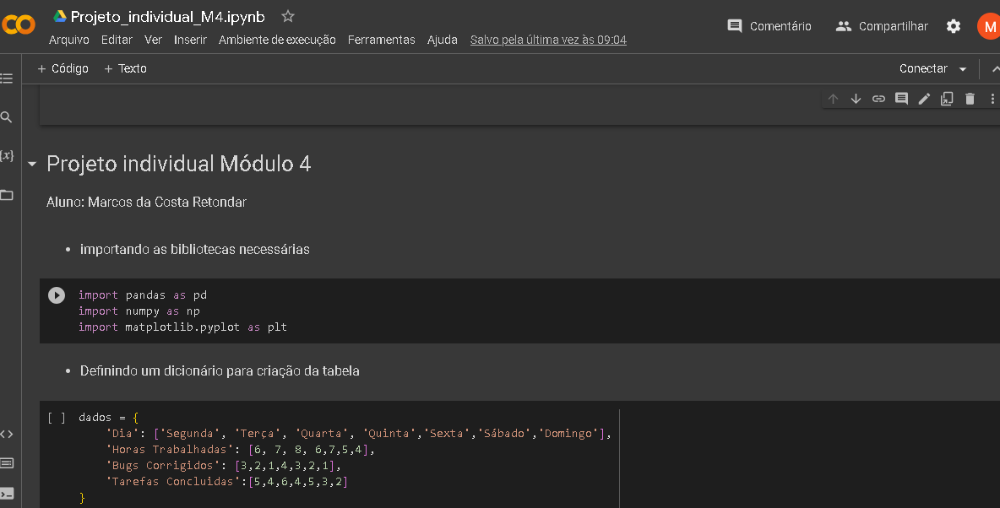 Projeto_individual_M4.ipynb
Arquivo Editar Ver Inserir Ambiente de execução Ferramentas Ajuda Salvo pela última vez às 09:04
Comentário Compartilhar M
+ Código + Texto Conectar
{x}
Projeto individual Módulo 4
Aluno: Marcos da Costa Retondar
• importando as bibliotecas necessárias
import pandas as pd
import numpy as np
import matplotlib.pyplot as plt
• Definindo um dicionário para criação da tabela
[ ] dados = {
'Dia': ['Segunda', 'Terça', 'Quarta', 'Quinta','Sexta','Sábado','Domingo'],
'Horas Trabalhadas': [6, 7, 8, 6,7,5,4],
'Bugs Corrigidos': [3,2,1,4,3,2,1],
'Tarefas Concluidas':[5,4,6,4,5,3,2]
}